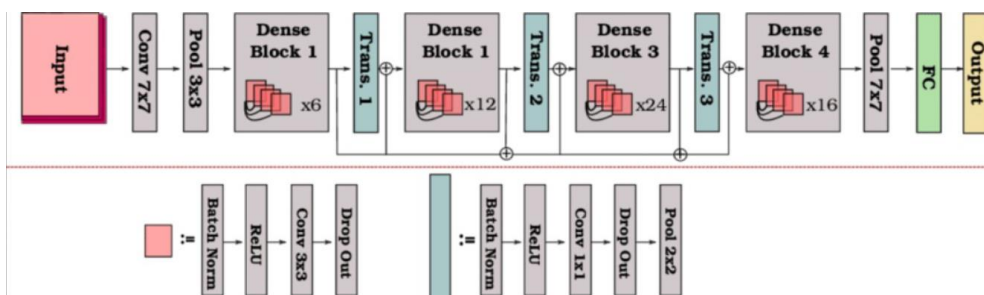 Input
Conv 7x7
Pool 3x3
Dense
Block 1
x6
Trans. 1
Dense
Block 1
x12
Trans. 2
Dense
Block 3
x24
Trans. 3
Dense
Block 4
x16
Pool 7x7
FC
Output
Batch Norm
ReLU
Conv 3x3
Drop Out
Batch Norm
ReLU
Conv 1x1
Drop Out
Pool 2x2